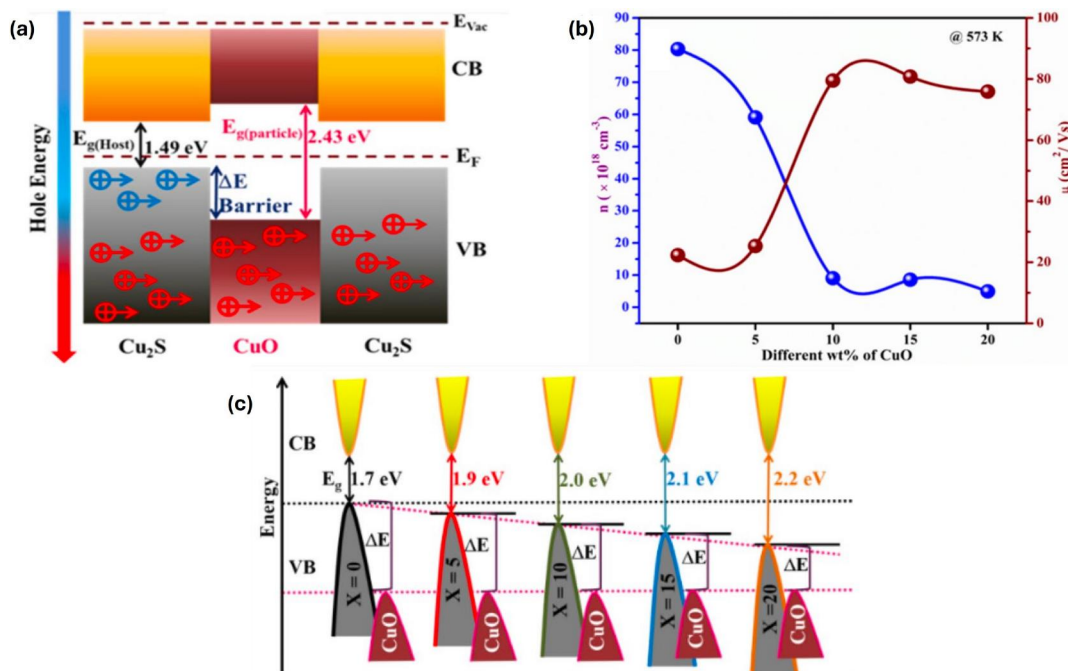 (a)
E_Vac
CB
E_g(Host)
1.49 eV
E_g(particle)
2.43 eV
E_F
ΔE
Barrier
VB
Hole Energy
Cu₂S
CuO
Cu₂S
(b)
@ 573 K
n ( × 10¹⁸ cm⁻³)
90
80
70
60
50
40
30
20
10
0
μ (cm²/ Vs)
100
80
60
40
20
0
0 5 10 15 20
Different wt% of CuO
(c)
Energy
CB
E_g
1.7 eV
1.9 eV
2.0 eV
2.1 eV
2.2 eV
VB
ΔE
ΔE
ΔE
ΔE
ΔE
X = 0
CuO
X = 5
CuO
X = 10
CuO
X = 15
CuO
X =20
CuO